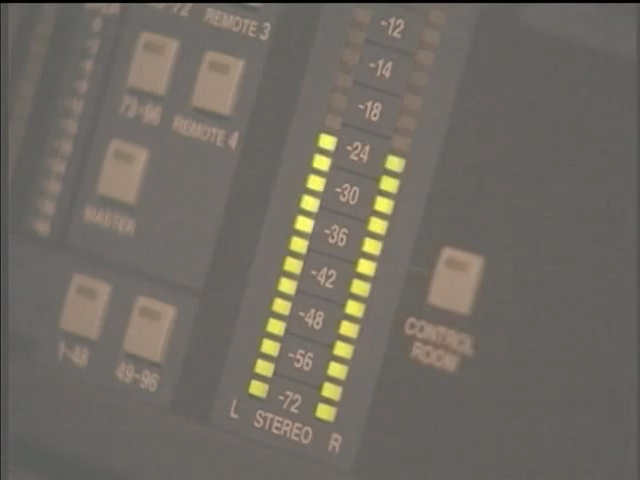 REMOTE 3
73-96
REMOTE 4
MASTER
1-48
49-96
-12
-14
-18
-24
-30
-36
-42
-48
-56
-72
L STEREO R
CONTROL
ROOM